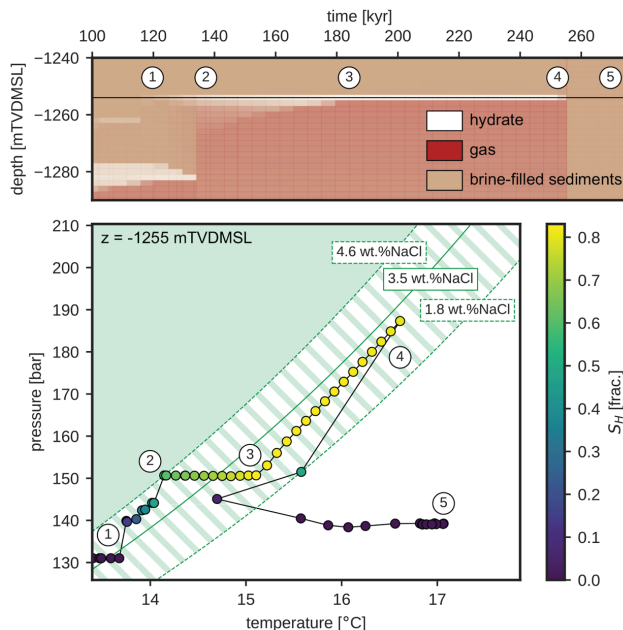 time [kyr]
100 120 140 160 180 200 220 240 260
−1240
−1260
−1280
depth [mTVDMSL]
1 2 3 4 5
hydrate
gas
brine-filled sediments
z = -1255 mTVDMSL
4.6 wt.%NaCl
3.5 wt.%NaCl
1.8 wt.%NaCl
210
200
190
180
170
160
150
140
130
pressure [bar]
1
2
3
4
5
14 15 16 17
temperature [°C]
0.8
0.7
0.6
0.5
0.4
0.3
0.2
0.1
0.0
S_H [frac.]